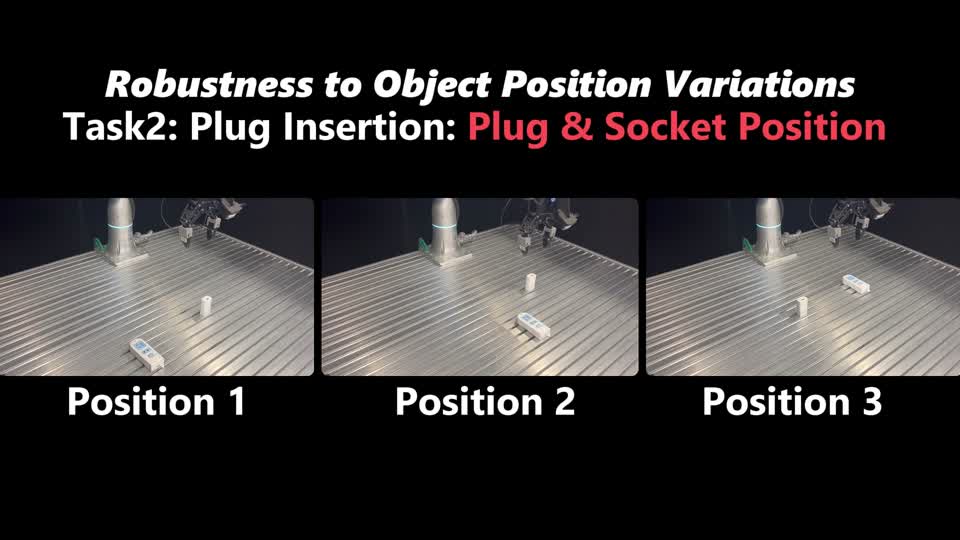 Robustness to Object Position Variations
Task2: Plug Insertion: Plug & Socket Position
Position 1
Position 2
Position 3